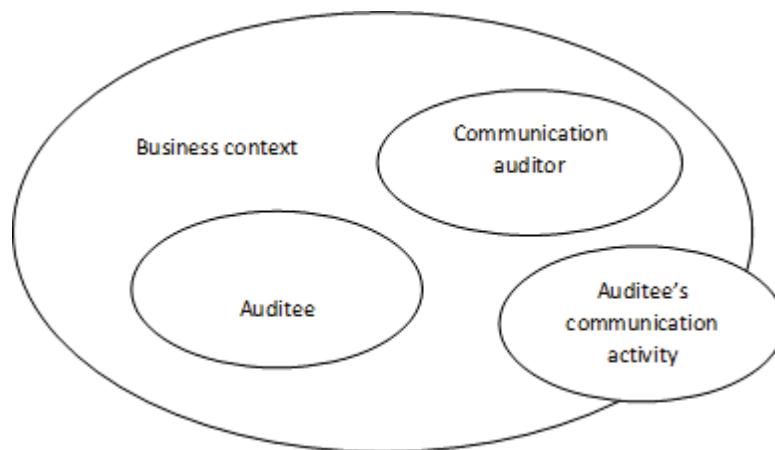 Business context
Communication
auditor
Auditee
Auditee’s
communication
activity